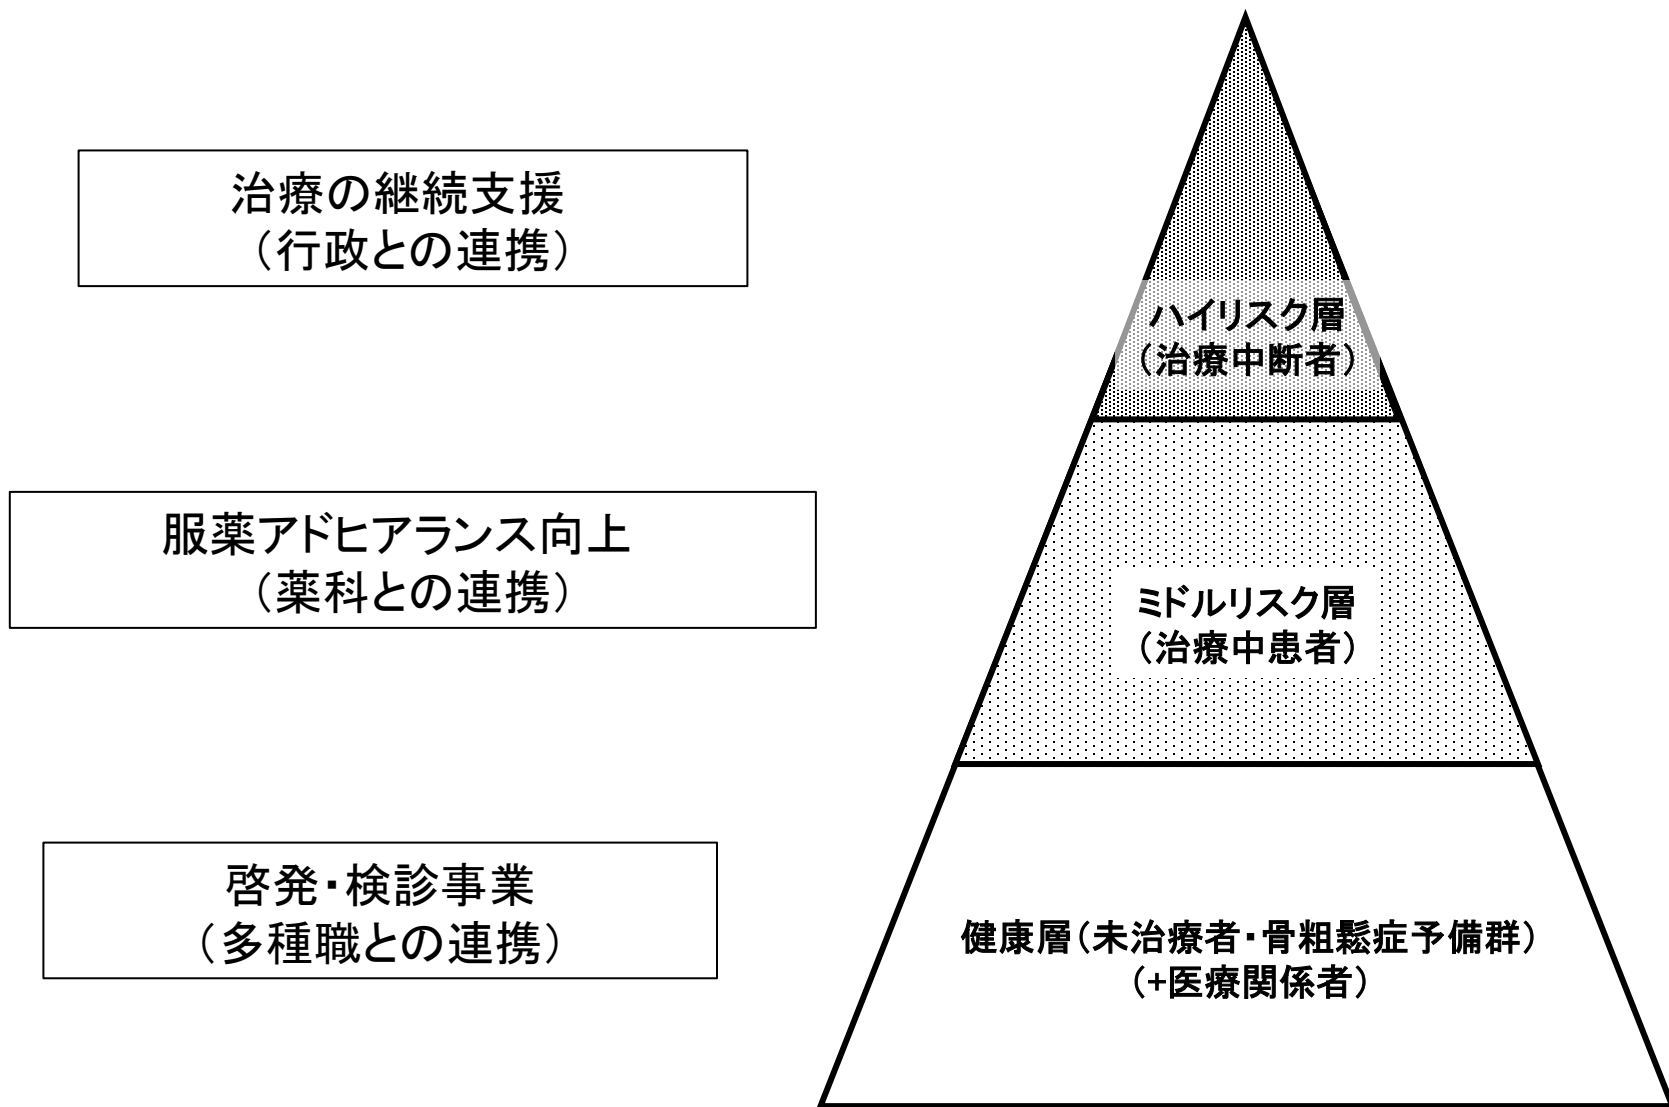 治療の継続支援
（行政との連携）
ハイリスク層
（治療中断者）
服薬アドヒアランス向上
（薬科との連携）
ミドルリスク層
（治療中患者）
啓発・検診事業
（多種職との連携）
健康層（未治療者・骨粗鬆症予備群）
（+医療関係者）